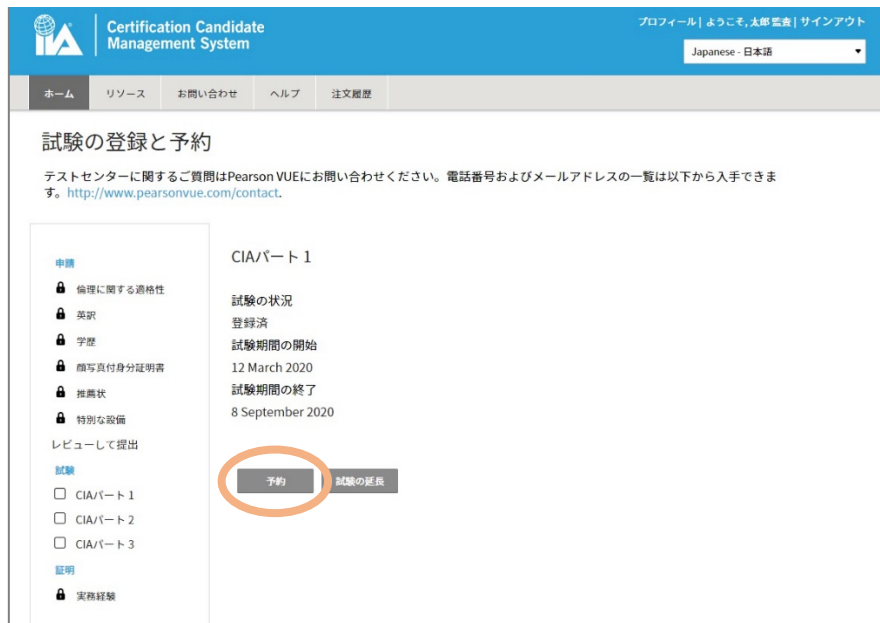 IIA
Certification Candidate
Management System
プロフィール | ようこそ,太郎 監査 | サインアウト
Japanese - 日本語
ホーム リソース お問い合わせ ヘルプ 注文履歴
試験の登録と予約
テストセンターに関するご質問はPearson VUEにお問い合わせください。電話番号およびメールアドレスの一覧は以下から入手できま
す。http://www.pearsonvue.com/contact.
申請
倫理に関する適格性
英訳
学歴
顔写真付身分証明書
推薦状
特別な設備
レビューして提出
試験
CIAパート 1
CIAパート 2
CIAパート 3
証明
実務経験
CIAパート 1
試験の状況
登録済
試験期間の開始
12 March 2020
試験期間の終了
8 September 2020
予約 試験の延長